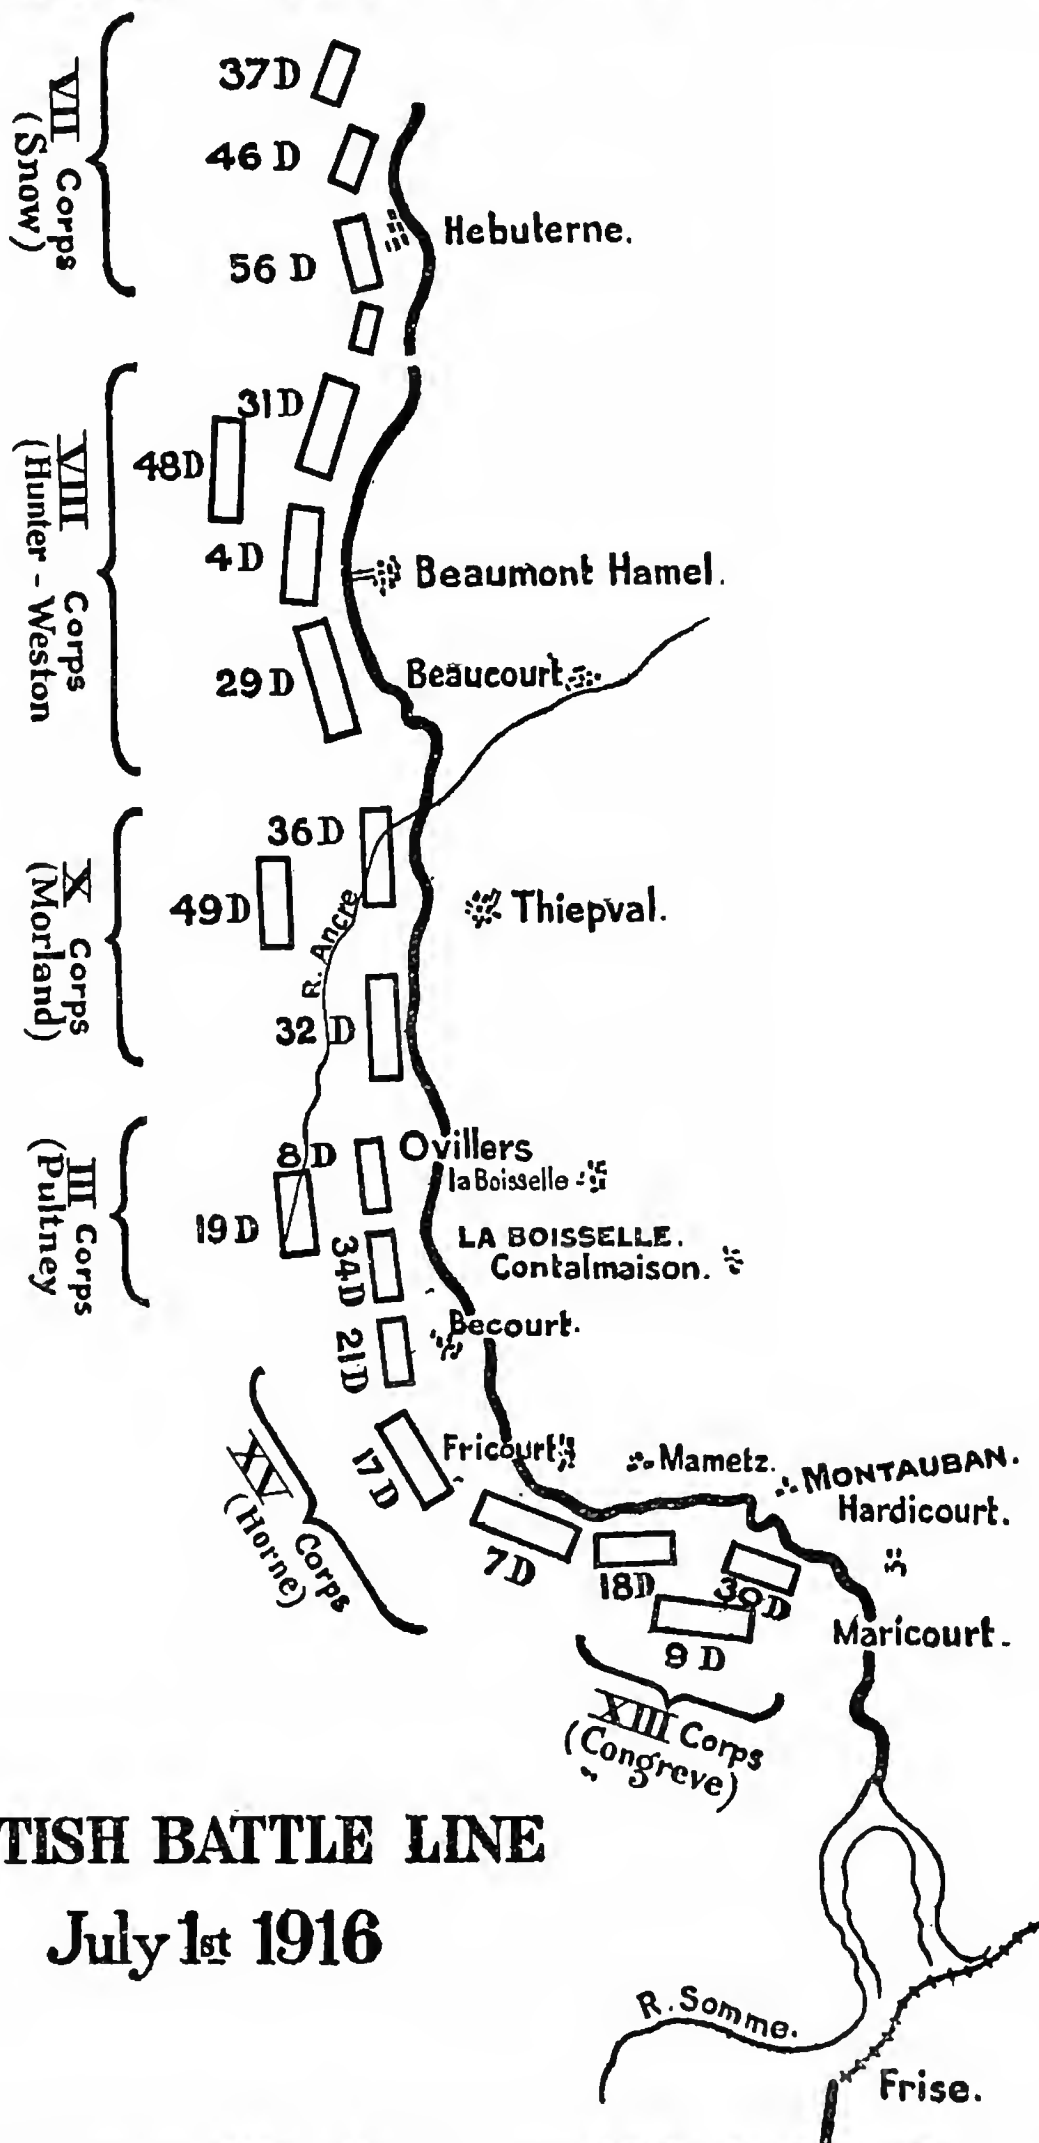 37D
46 D
VII Corps
(Snow)
Hebuterne.
56 D
31D
48D
VIII Corps
(Hunter-Weston
4D
Beaumont Hamel.
29D
Beaucourt
36D
49D
X Corps
(Morland)
R. Ancre
Thiepval.
32D
8D
Ovillers
la Boisselle
19D
III Corps
(Pultney
34D
LA BOISSELLE.
Contalmaison.
21D
Becourt.
17D
XV Corps
(Horne)
Fricourt
Mametz.
MONTAUBAN.
Hardicourt.
7D
18D
30D
9 D
Maricourt.
XIII Corps
(Congreve)
TISH BATTLE LINE
July 1st 1916
R. Somme.
Frise.